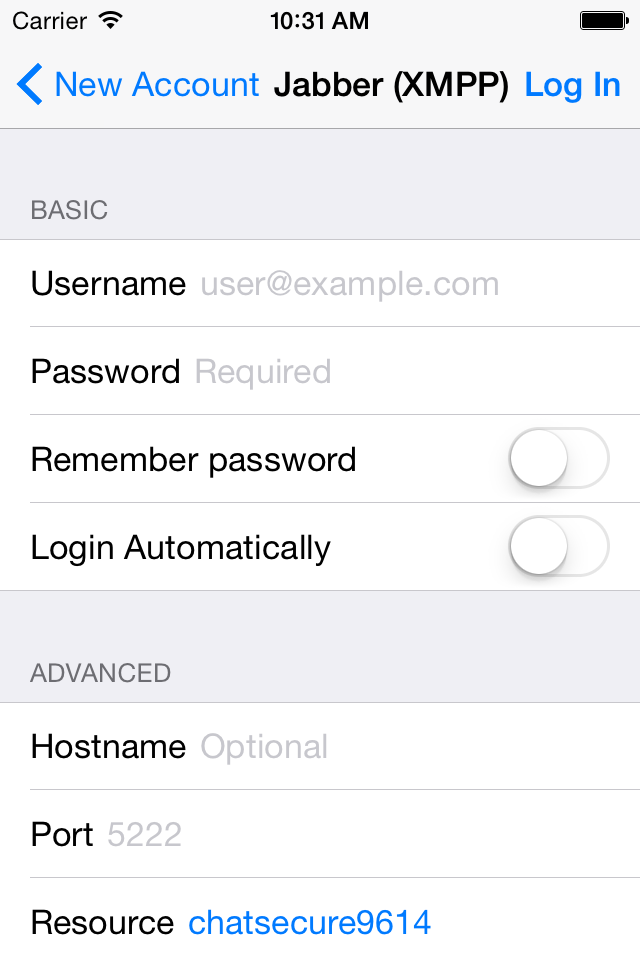 Carrier 10:31 AM
New Account Jabber (XMPP) Log In
BASIC
Username user@example.com
Password Required
Remember password
Login Automatically
ADVANCED
Hostname Optional
Port 5222
Resource chatsecure9614